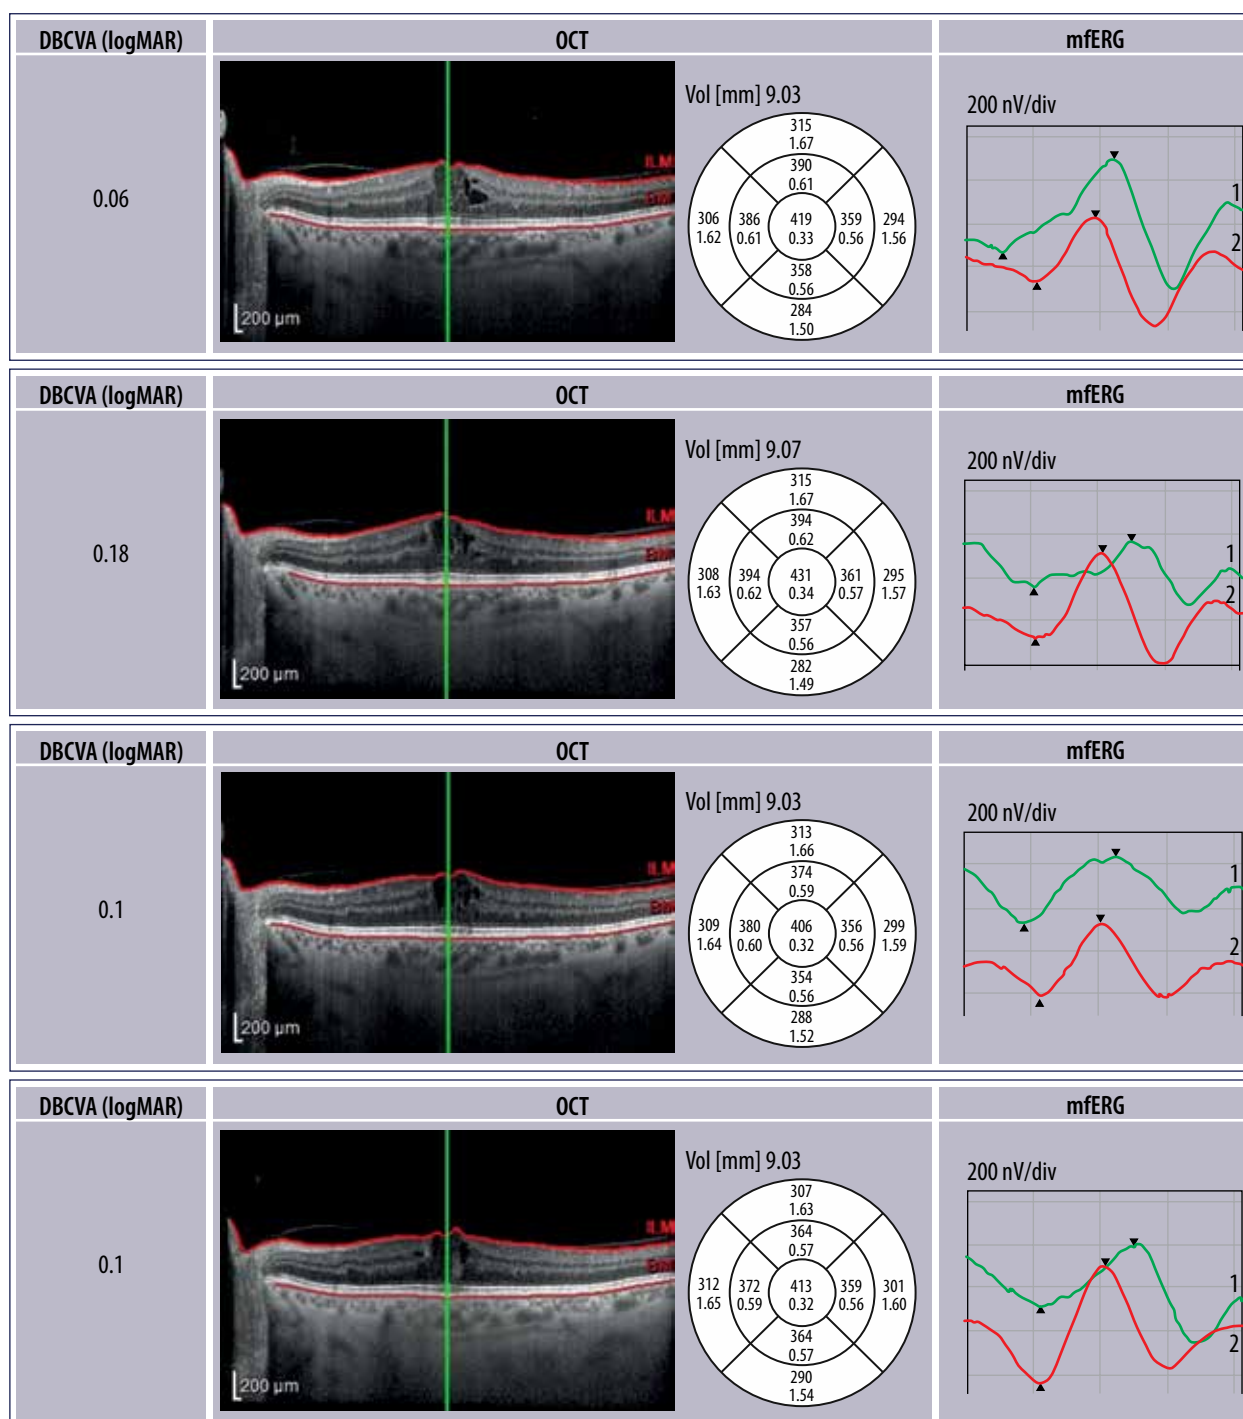 DBCVA (logMAR) OCT mfERG
0.06
ILM
200 µm
Vol [mm] 9.03
315
1.67
390
0.61
306 386 419 359 294
1.62 0.61 0.33 0.56 1.56
358
0.56
284
1.50
200 nV/div
1
2
DBCVA (logMAR) OCT mfERG
0.18
ILM
200 µm
Vol [mm] 9.07
315
1.67
394
0.62
308 394 431 361 295
1.63 0.62 0.34 0.57 1.57
357
0.56
282
1.49
200 nV/div
1
2
DBCVA (logMAR) OCT mfERG
0.1
ILM
200 µm
Vol [mm] 9.03
313
1.66
374
0.59
309 380 406 356 299
1.64 0.60 0.32 0.56 1.59
354
0.56
288
1.52
200 nV/div
1
2
DBCVA (logMAR) OCT mfERG
0.1
ILM
200 µm
Vol [mm] 9.03
307
1.63
364
0.57
312 372 413 359 301
1.65 0.59 0.32 0.56 1.60
364
0.57
290
1.54
200 nV/div
1
2